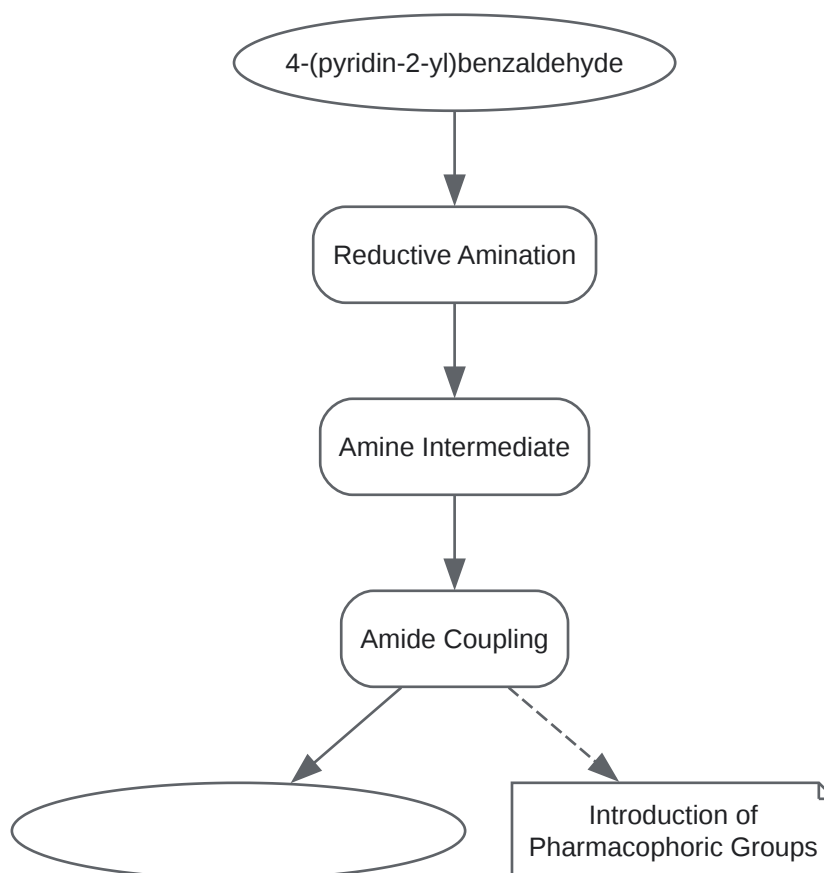 4-(pyridin-2-yl)benzaldehyde
Reductive Amination
Amine Intermediate
Amide Coupling
Introduction of
Pharmacophoric Groups